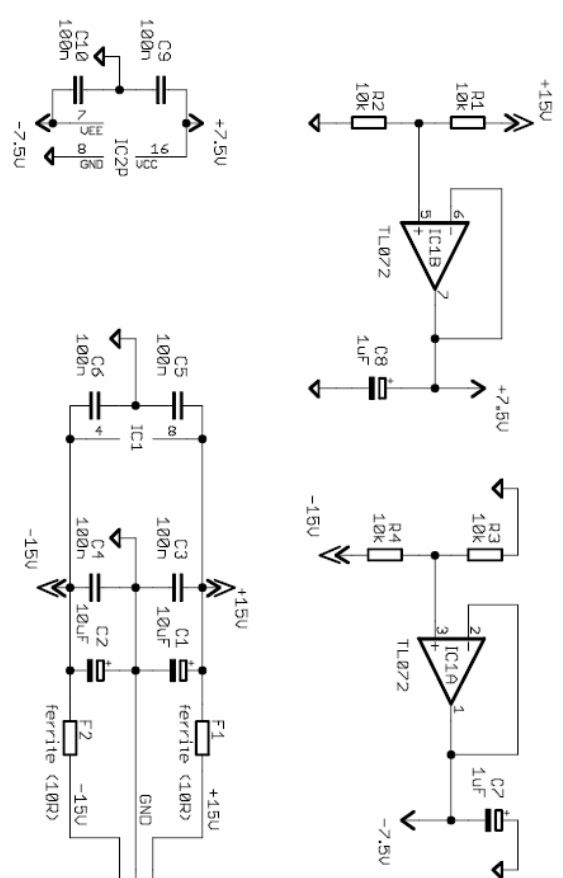 C10
100n
C9
100n
7
VEE
8
GND
IC2P
16
VCC
-7.5V
+7.5V
R2
10k
R1
10k
+15V
5
6
+
-
IC1B
7
TL072
C8
1uF
+
+7.5V
C6
100n
C5
100n
4
IC1
8
-15V
C4
100n
C3
100n
+15V
C2
10uF
+
C1
10uF
+
F2
ferrite (10R)
F1
ferrite (10R)
-15V
GND
+15V
-15V
R4
10k
R3
10k
3
2
+
-
IC1A
1
TL072
C7
1uF
+
-7.5V